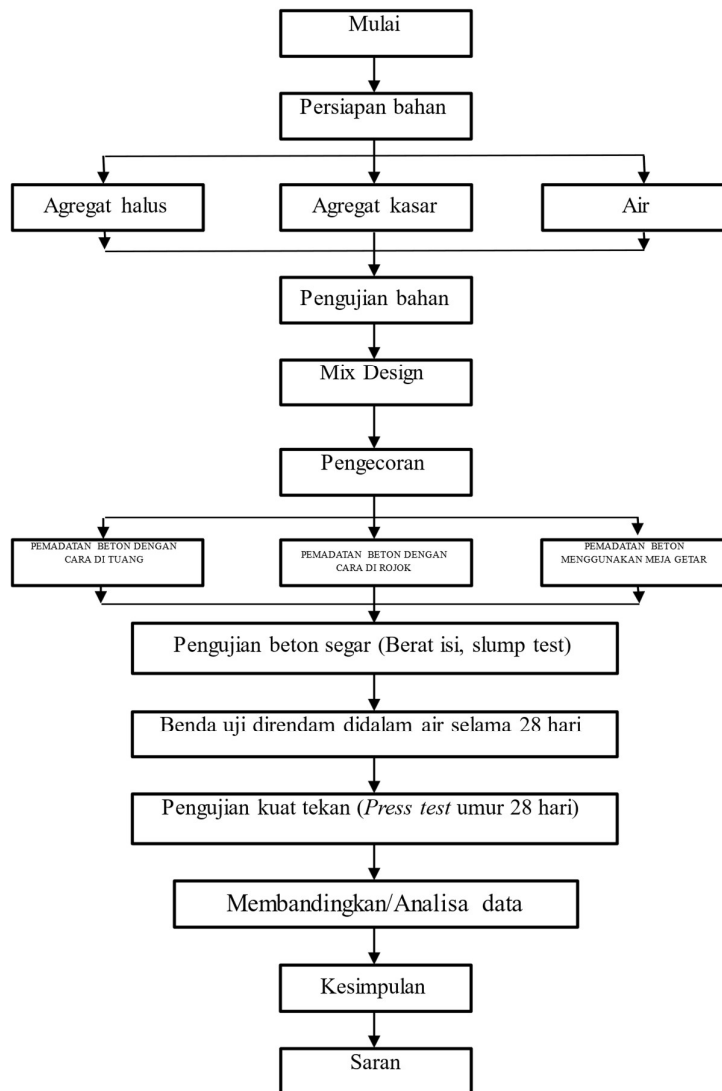 Mulai
Persiapan bahan
Agregat halus
Agregat kasar
Air
Pengujian bahan
Mix Design
Pengecoran
PEMADATAN BETON DENGAN
CARA DI TUANG
PEMADATAN BETON DENGAN
CARA DI ROJOK
PEMADATAN BETON
MENGGUNAKAN MEJA GETAR
Pengujian beton segar (Berat isi, slump test)
Benda uji direndam didalam air selama 28 hari
Pengujian kuat tekan (Press test umur 28 hari)
Membandingkan/Analisa data
Kesimpulan
Saran